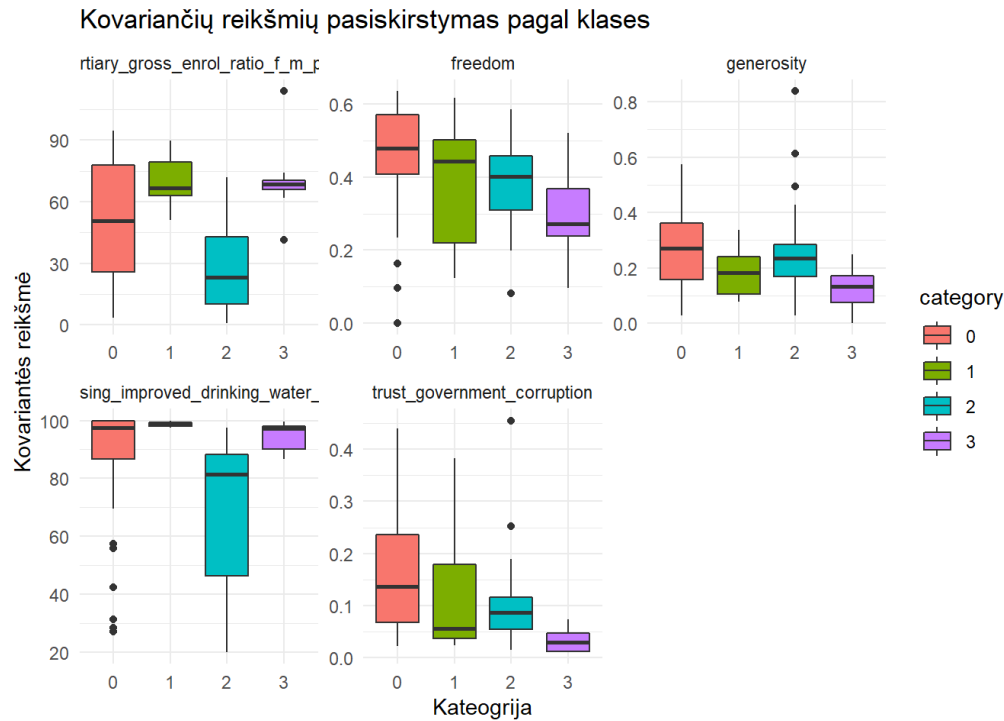 Kovariančių reikšmių pasiskirstymas pagal klases
rtiary_gross_enrol_ratio_f_m_p
freedom
generosity
90
60
30
0
0 1 2 3
0.6
0.4
0.2
0.0
0 1 2 3
0.8
0.6
0.4
0.2
0.0
0 1 2 3
sing_improved_drinking_water_
trust_government_corruption
100
80
60
40
20
0 1 2 3
0.4
0.3
0.2
0.1
0.0
0 1 2 3
Kovariantės reikšmė
Kateogrija
category
0
1
2
3